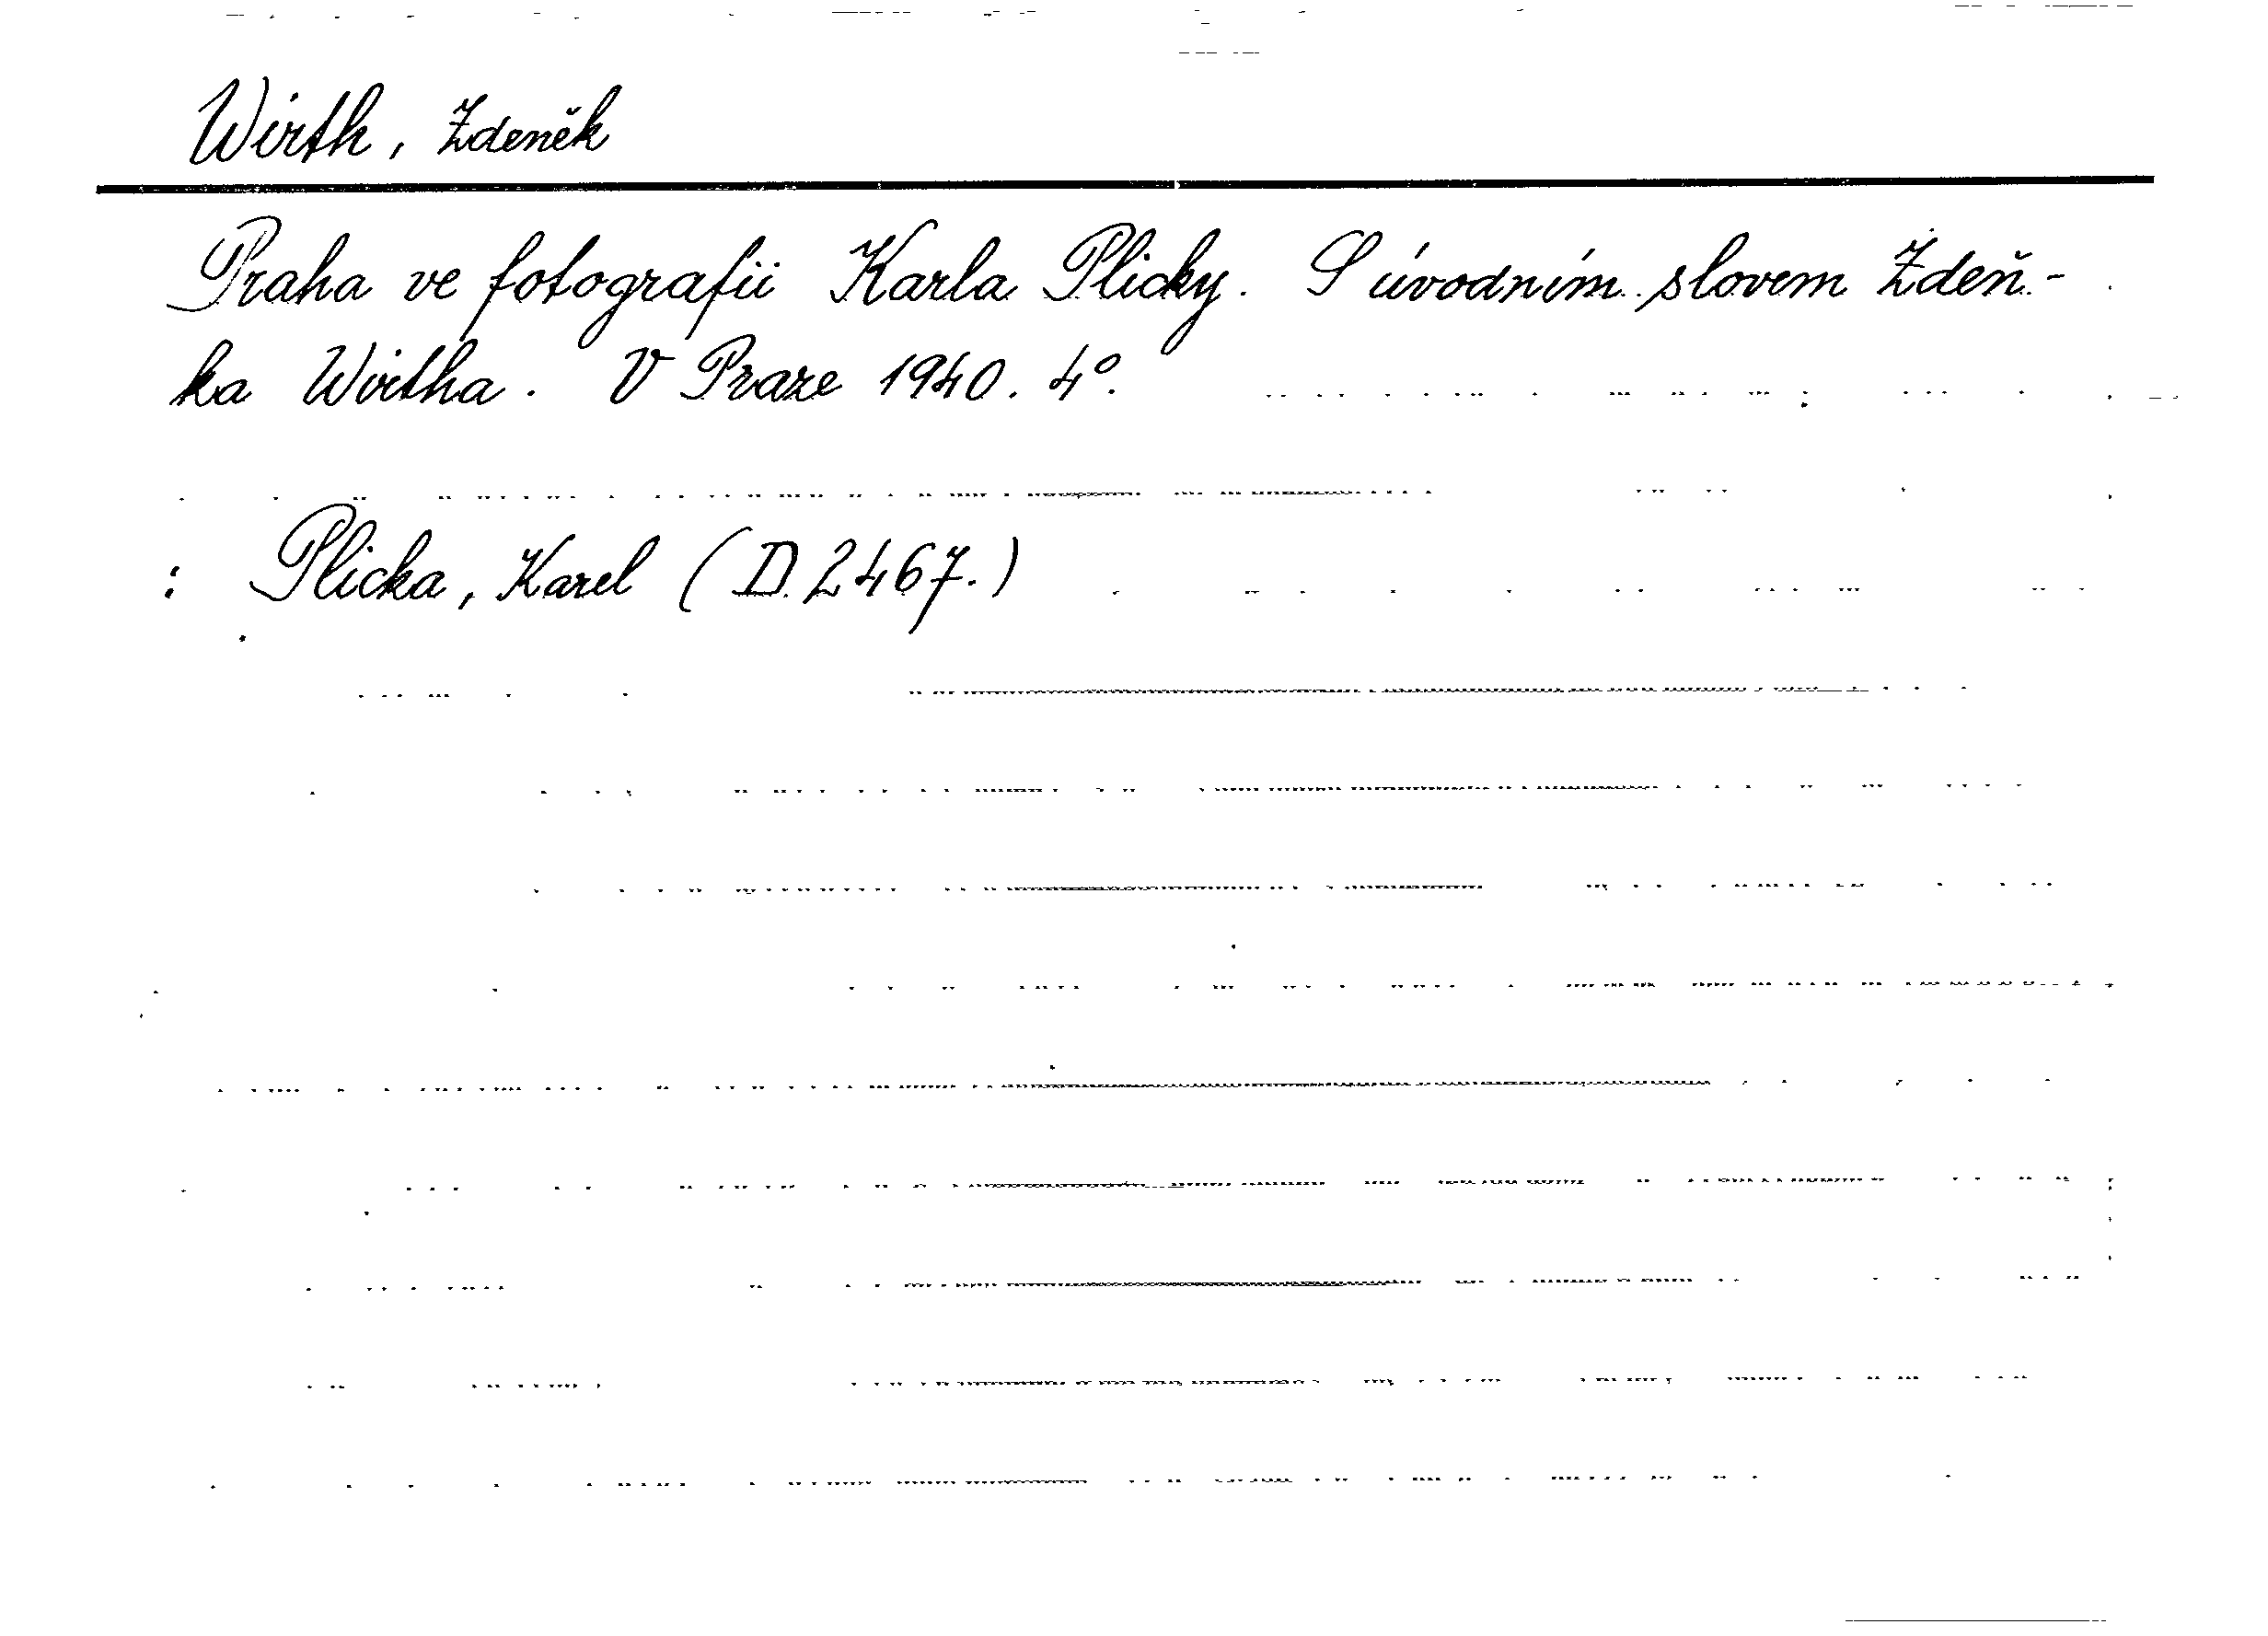 Wirth, Zdeněk
Praha ve fotografii Karla Plicky. S úvodním slovem Zdeň-
ka Wirtha. V Praze 1940. 4°.
: Plicka, Karel (D.2467.)